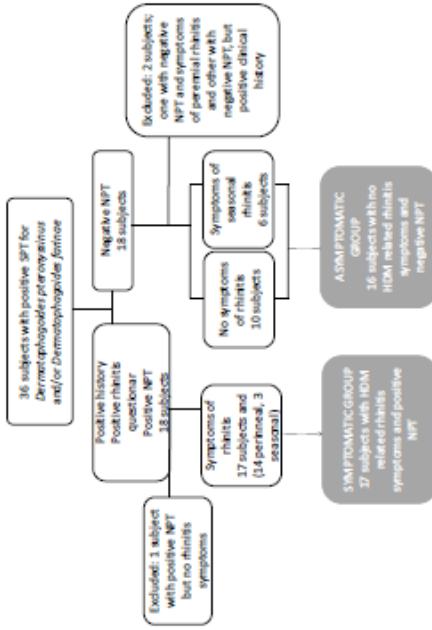 36 subjects with positive SPT for
Dermatophagoides pteronyssinus
and/or Dermatophagoides farinae
Positive history
Positive rhinitis
questionar
Positive NPT
18 subjects
Negative NPT
18 subjects
Excluded: 1 subject
with positive NPT
but no rhinitis
symptoms
Symptoms of
rhinitis
17 subjects and
(14 perinneal, 3
seasonal)
No symptoms
of rhinitis
10 subjects
Symptoms of
seasonal
rhinitis
6 subjects
Excluded: 2 subjects;
one with negative
NPT and symptoms
of perennial rhinitis
and other with
negative NPT, but
positive clinical
history
SYMPTOMATIC GROUP
17 subjects with HDM
related rhinitis
symptoms and positive
NPT
ASYMPTOMATIC
GROUP
16 subjects with no
HDM related rhinitis
symptoms and
negative NPT